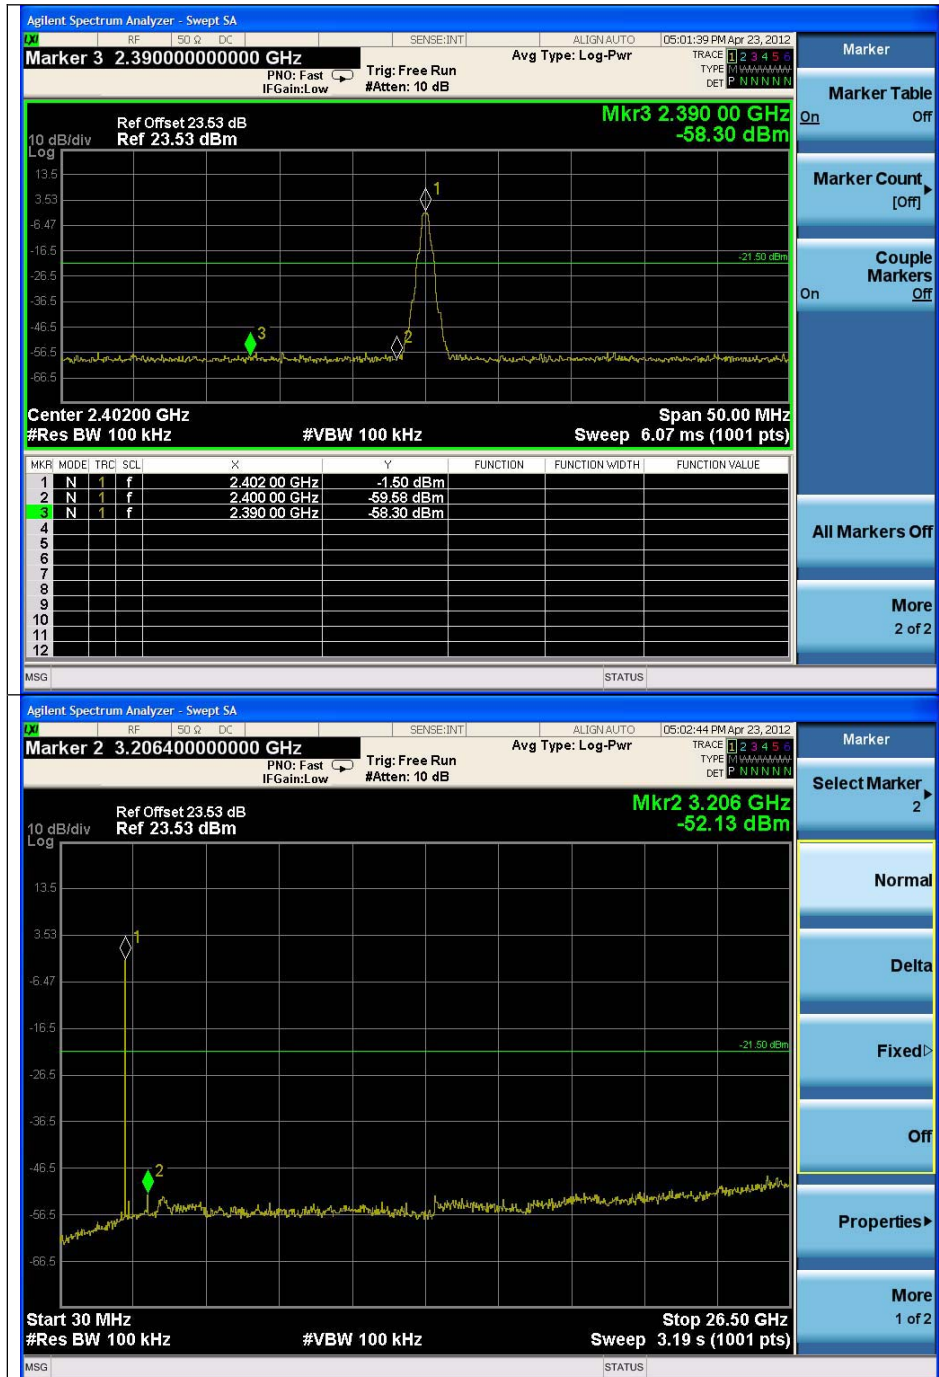 Agilent Spectrum Analyzer - Swept SA
LXI RF 50 Ω DC SENSE:INT ALIGN AUTO 05:01:39 PM Apr 23, 2012
Marker 3 2.390000000000 GHz
PNO: Fast
IFGain:Low
Trig: Free Run
#Atten: 10 dB
Avg Type: Log-Pwr
TRACE 1 2 3 4 5 6
TYPE M
DET P N N N N N
Ref Offset 23.53 dB
Ref 23.53 dBm
10 dB/div
Log
Mkr3 2.390 00 GHz
-58.30 dBm
13.5
3.53
-6.47
-16.5
-26.5
-36.5
-46.5
-56.5
-66.5
1
2
3
-21.50 dBm
Center 2.40200 GHz Span 50.00 MHz
#Res BW 100 kHz #VBW 100 kHz Sweep 6.07 ms (1001 pts)
MKR MODE TRC SCL X Y FUNCTION FUNCTION WIDTH FUNCTION VALUE
1 N 1 f 2.402 00 GHz -1.50 dBm
2 N 1 f 2.400 00 GHz -59.58 dBm
3 N 1 f 2.390 00 GHz -58.30 dBm
4
5
6
7
8
9
10
11
12
MSG STATUS
Marker
Marker Table
On Off
Marker Count
[Off]
Couple
Markers
On Off
All Markers Off
More
2 of 2
Agilent Spectrum Analyzer - Swept SA
LXI RF 50 Ω DC SENSE:INT ALIGN AUTO 05:02:44 PM Apr 23, 2012
Marker 2 3.206400000000 GHz
PNO: Fast
IFGain:Low
Trig: Free Run
#Atten: 10 dB
Avg Type: Log-Pwr
TRACE 1 2 3 4 5 6
TYPE M
DET P N N N N N
Ref Offset 23.53 dB
Ref 23.53 dBm
10 dB/div
Log
Mkr2 3.206 GHz
-52.13 dBm
13.5
3.53
-6.47
-16.5
-26.5
-36.5
-46.5
-56.5
-66.5
1
2
-21.50 dBm
Start 30 MHz Stop 26.50 GHz
#Res BW 100 kHz #VBW 100 kHz Sweep 3.19 s (1001 pts)
MSG STATUS
Marker
Select Marker
2
Normal
Delta
Fixed
Off
Properties
More
1 of 2